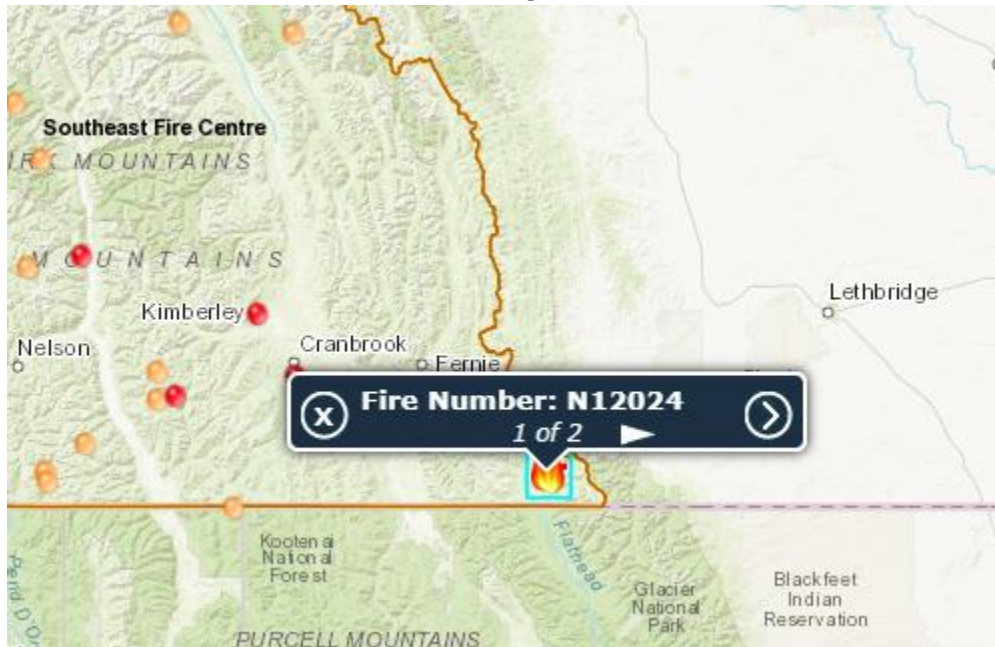 Southeast Fire Centre
MOUNTAINS
MOUNTAINS
Kimberley
Lethbridge
Nelson
Cranbrook
Fernie
X Fire Number: N12024
1 of 2
Kootenai
National
Forest
Flathead
Glacier
National
Park
Blackfeet
Indian
Reservation
PURCELL MOUNTAINS